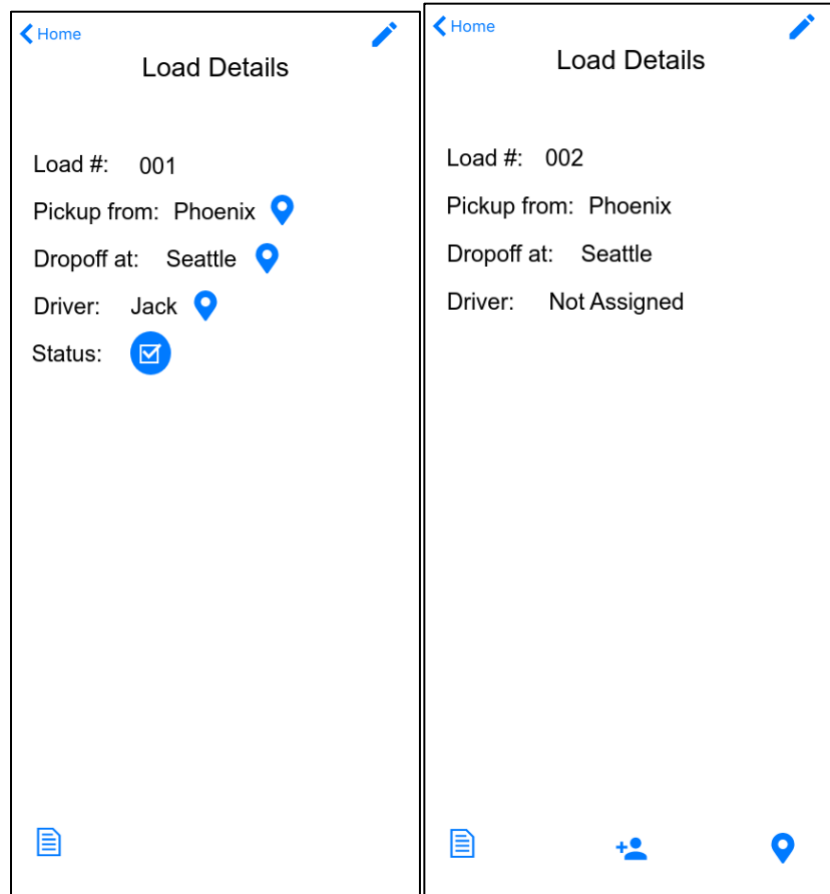 Home
Load Details
Load #: 001
Pickup from: Phoenix
Dropoff at: Seattle
Driver: Jack
Status:
Home
Load Details
Load #: 002
Pickup from: Phoenix
Dropoff at: Seattle
Driver: Not Assigned